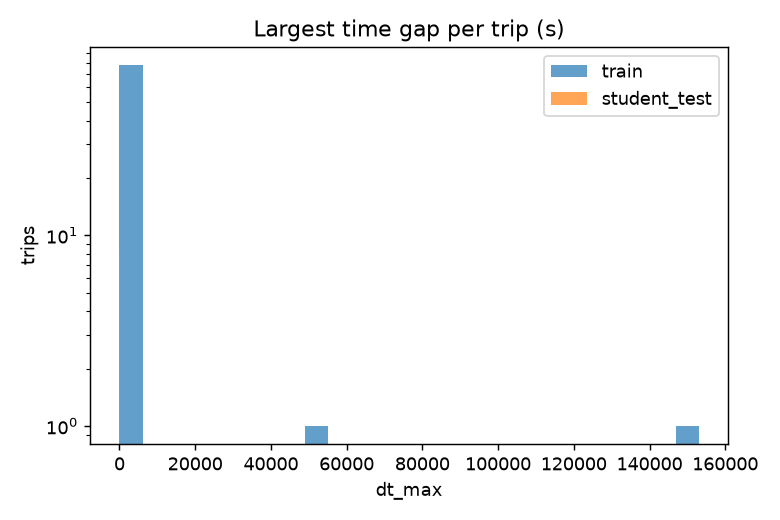 Largest time gap per trip (s)
train
student_test
trips
10¹
10⁰
0 20000 40000 60000 80000 100000 120000 140000 160000
dt_max